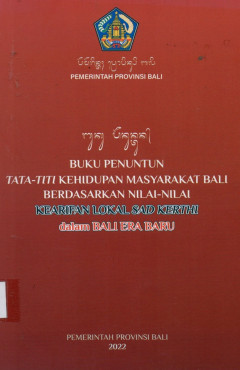 PEMERINTAH PROVINSI BALI
BUKU PENUNTUN
TATA-TITI KEHIDUPAN MASYARAKAT BALI
BERDASARKAN NILAI-NILAI
KEARIFAN LOKAL SAD KERTHI
dalam BALI ERA BARU
PEMERINTAH PROVINSI BALI
2022